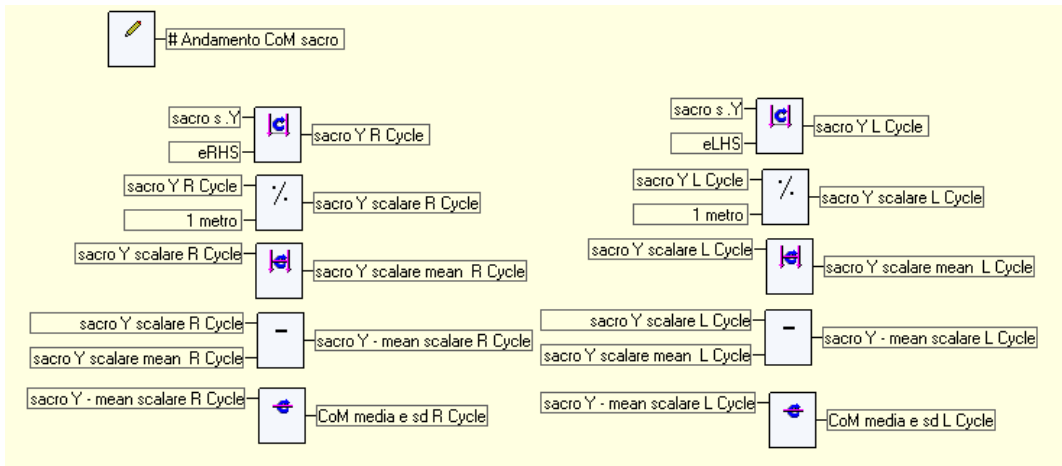 # Andamento CoM sacro
sacro s .Y
eRHS
sacro Y R Cycle
sacro Y R Cycle
1 metro
sacro Y scalare R Cycle
sacro Y scalare R Cycle
sacro Y scalare mean R Cycle
sacro Y scalare R Cycle
sacro Y scalare mean R Cycle
sacro Y - mean scalare R Cycle
sacro Y - mean scalare R Cycle
CoM media e sd R Cycle
sacro s .Y
eLHS
sacro Y L Cycle
sacro Y L Cycle
1 metro
sacro Y scalare L Cycle
sacro Y scalare L Cycle
sacro Y scalare mean L Cycle
sacro Y scalare L Cycle
sacro Y scalare mean L Cycle
sacro Y - mean scalare L Cycle
sacro Y - mean scalare L Cycle
CoM media e sd L Cycle